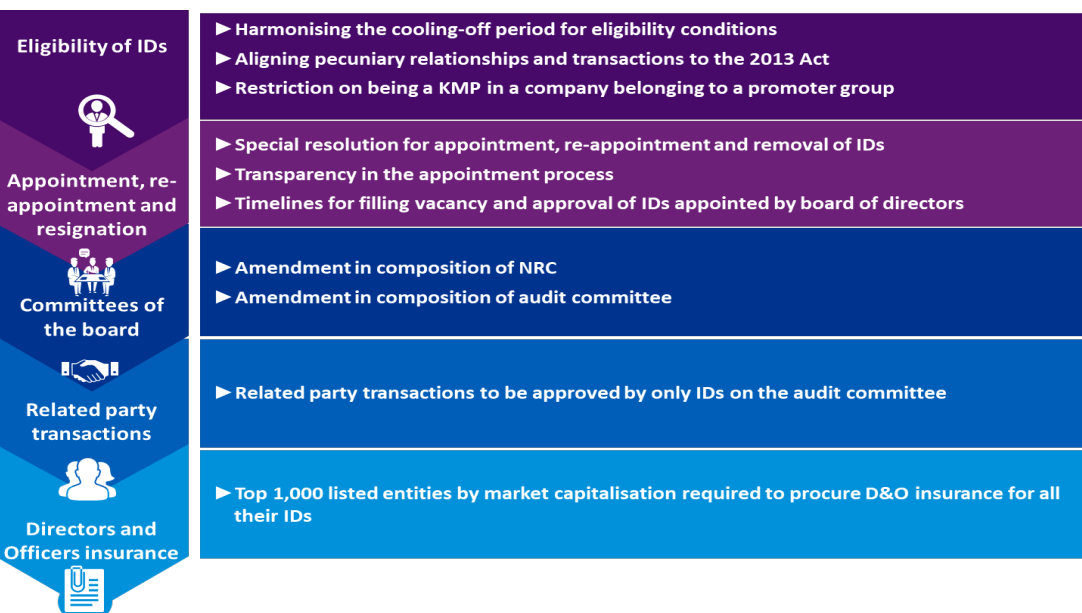 Eligibility of IDs
► Harmonising the cooling-off period for eligibility conditions
► Aligning pecuniary relationships and transactions to the 2013 Act
► Restriction on being a KMP in a company belonging to a promoter group
Appointment, re-
appointment and
resignation
► Special resolution for appointment, re-appointment and removal of IDs
► Transparency in the appointment process
► Timelines for filling vacancy and approval of IDs appointed by board of directors
Committees of
the board
► Amendment in composition of NRC
► Amendment in composition of audit committee
Related party
transactions
► Related party transactions to be approved by only IDs on the audit committee
Directors and
Officers insurance
► Top 1,000 listed entities by market capitalisation required to procure D&O insurance for all
their IDs